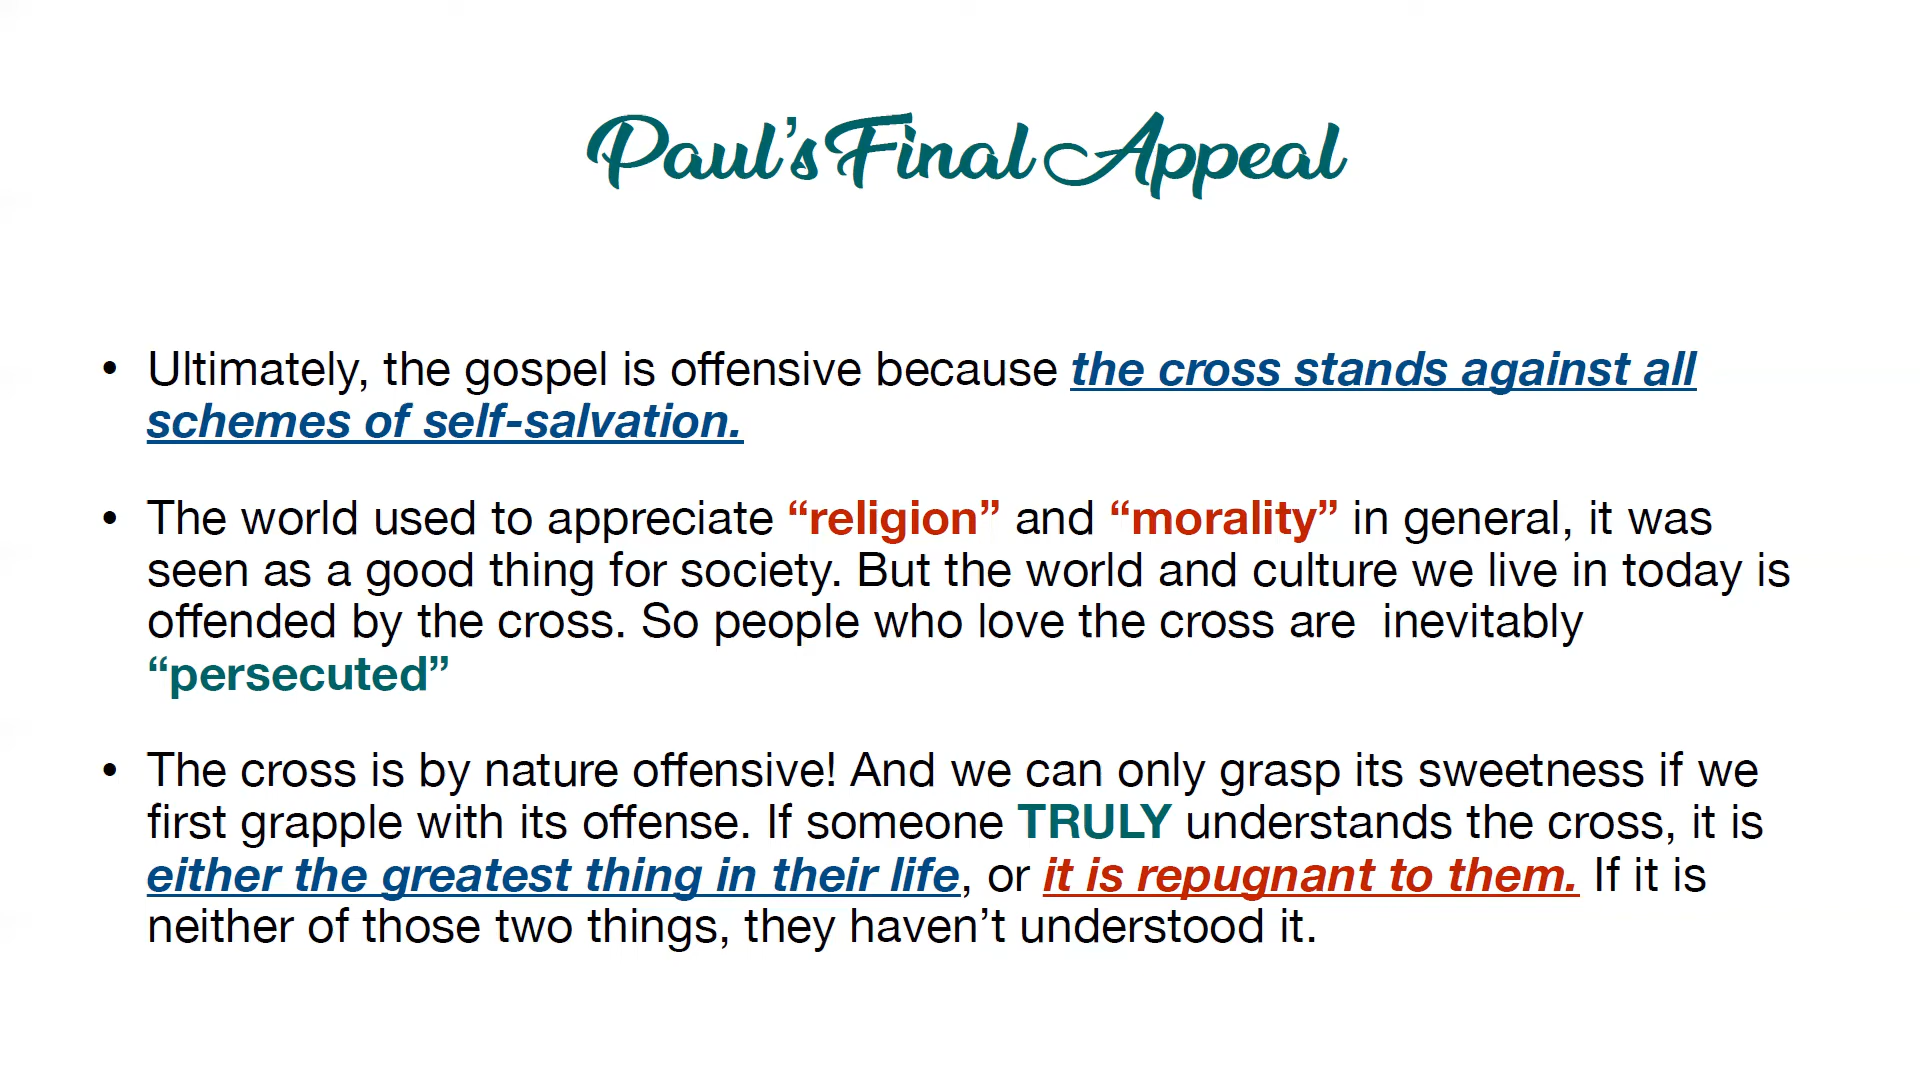 Paul’s Final Appeal
• Ultimately, the gospel is offensive because the cross stands against all
schemes of self-salvation.
• The world used to appreciate “religion” and “morality” in general, it was
seen as a good thing for society. But the world and culture we live in today is
offended by the cross. So people who love the cross are  inevitably
“persecuted”
• The cross is by nature offensive! And we can only grasp its sweetness if we
first grapple with its offense. If someone TRULY understands the cross, it is
either the greatest thing in their life, or it is repugnant to them. If it is
neither of those two things, they haven’t understood it.